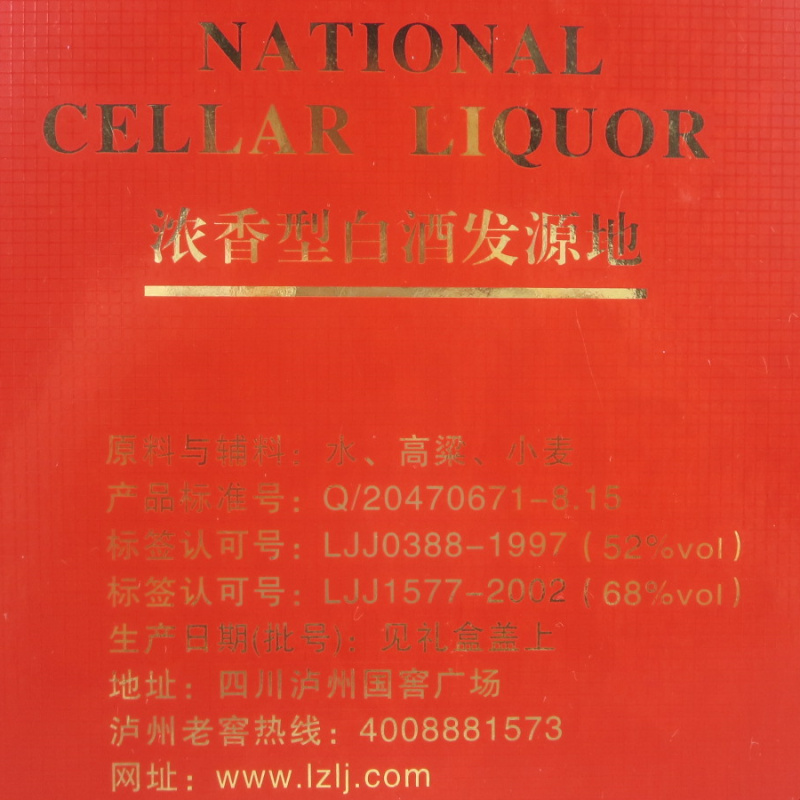 NATIONAL
CELLAR LIQUOR
浓香型白酒发源地
原料与辅料：水、高粱、小麦
产品标准号：Q/20470671-8.15
标签认可号：LJJ0388-1997（52%vol）
标签认可号：LJJ1577-2002（68%vol）
生产日期(批号)：见礼盒盖上
地址：四川泸州国窖广场
泸州老窖热线：4008881573
网址：www.lzlj.com